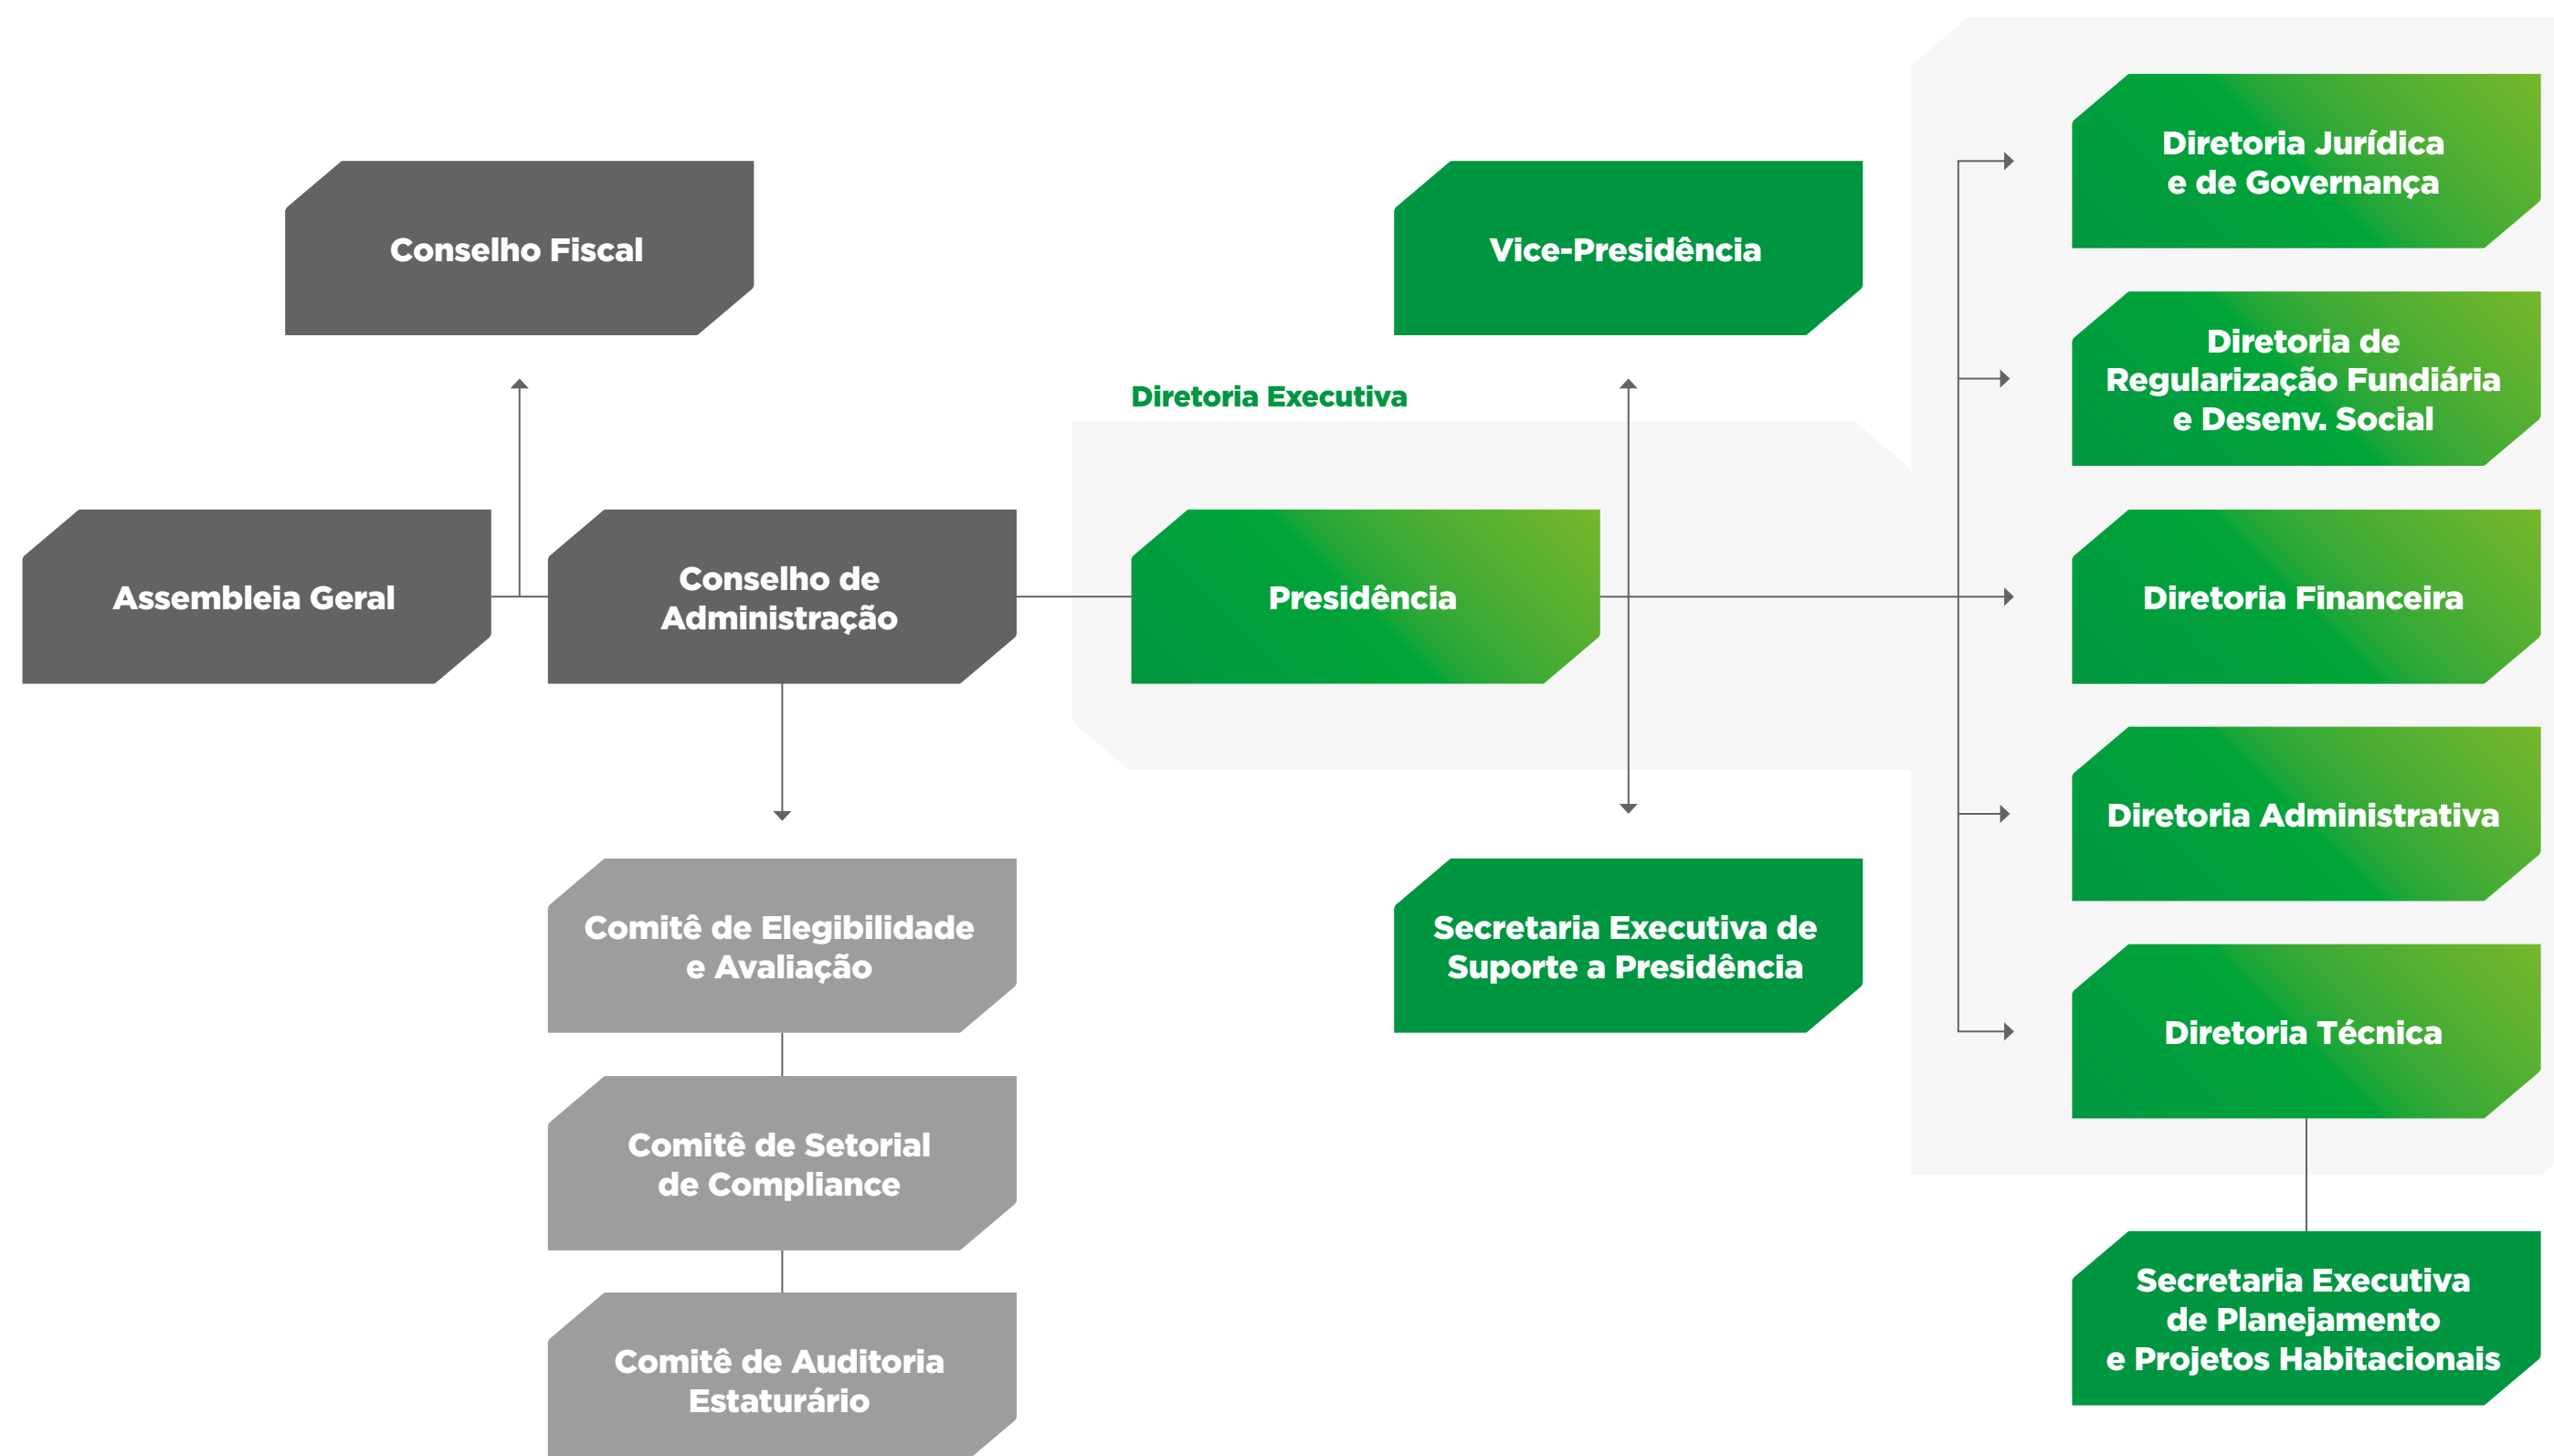 Conselho Fiscal
Assembleia Geral
Conselho de
Administração
Comitê de Elegibilidade
e Avaliação
Comitê de Setorial
de Compliance
Comitê de Auditoria
Estaturário
Diretoria Executiva
Presidência
Vice-Presidência
Secretaria Executiva de
Suporte a Presidência
Diretoria Jurídica
e de Governança
Diretoria de
Regularização Fundiária
e Desenv. Social
Diretoria Financeira
Diretoria Administrativa
Diretoria Técnica
Secretaria Executiva
de Planejamento
e Projetos Habitacionais